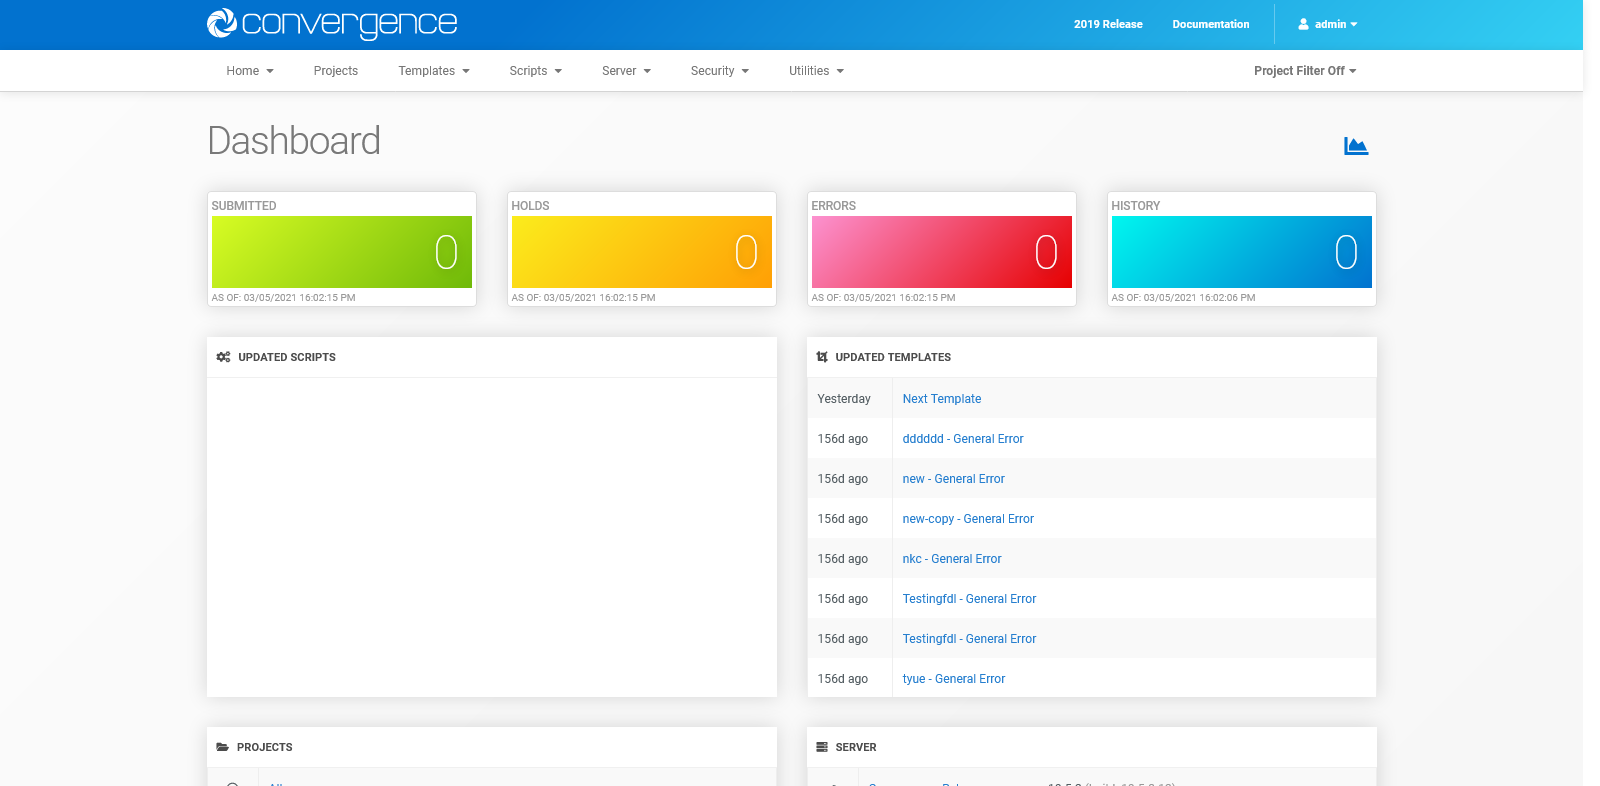 convergence
2019 Release Documentation admin
Home Projects Templates Scripts Server Security Utilities Project Filter Off
Dashboard
SUBMITTED
0
AS OF: 03/05/2021 16:02:15 PM
HOLDS
0
AS OF: 03/05/2021 16:02:15 PM
ERRORS
0
AS OF: 03/05/2021 16:02:15 PM
HISTORY
0
AS OF: 03/05/2021 16:02:06 PM
UPDATED SCRIPTS
UPDATED TEMPLATES
Yesterday Next Template
156d ago dddddd - General Error
156d ago new - General Error
156d ago new-copy - General Error
156d ago nkc - General Error
156d ago Testingfdl - General Error
156d ago Testingfdl - General Error
156d ago tyue - General Error
PROJECTS
SERVER